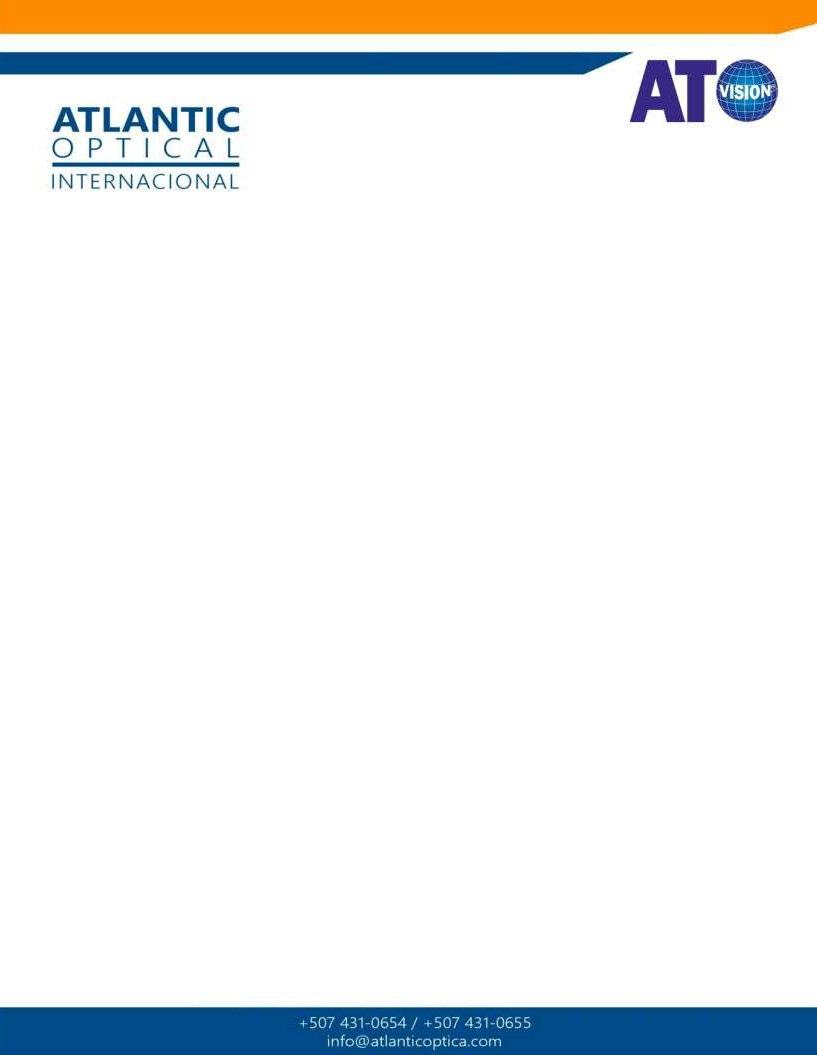 AT VISION
ATLANTIC
OPTICAL
INTERNACIONAL
+507 431-0654 / +507 431-0655
info@atlanticoptica.com